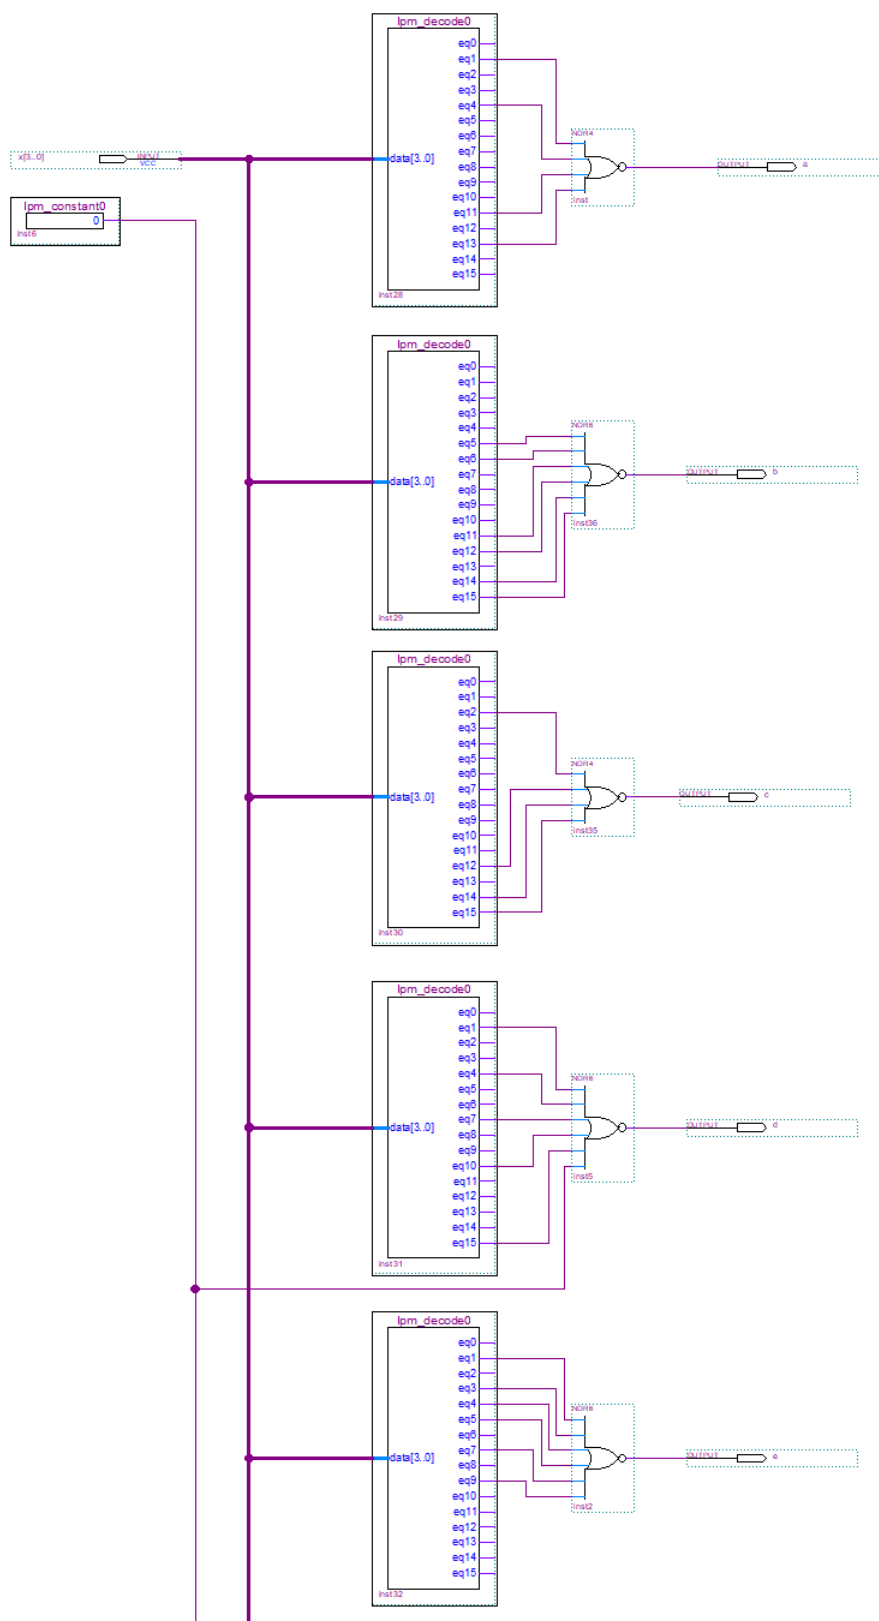 lpm_decode0
eq0
eq1
eq2
eq3
eq4
eq5
eq6
data[3..0] eq7
eq8
eq9
eq10
eq11
eq12
eq13
eq14
eq15
inst28
NOR4
inst
OUTPUT a
x[3..0] INPUT
VCC
lpm_constant0
0
inst6
lpm_decode0
eq0
eq1
eq2
eq3
eq4
eq5
eq6
eq7
data[3..0] eq8
eq9
eq10
eq11
eq12
eq13
eq14
eq15
inst29
NOR6
inst36
OUTPUT b
lpm_decode0
eq0
eq1
eq2
eq3
eq4
eq5
eq6
eq7
data[3..0] eq8
eq9
eq10
eq11
eq12
eq13
eq14
eq15
inst30
NOR4
inst35
OUTPUT c
lpm_decode0
eq0
eq1
eq2
eq3
eq4
eq5
eq6
eq7
data[3..0] eq8
eq9
eq10
eq11
eq12
eq13
eq14
eq15
inst31
NOR6
inst5
OUTPUT d
lpm_decode0
eq0
eq1
eq2
eq3
eq4
eq5
eq6
eq7
data[3..0] eq8
eq9
eq10
eq11
eq12
eq13
eq14
eq15
inst32
NOR6
inst2
OUTPUT e